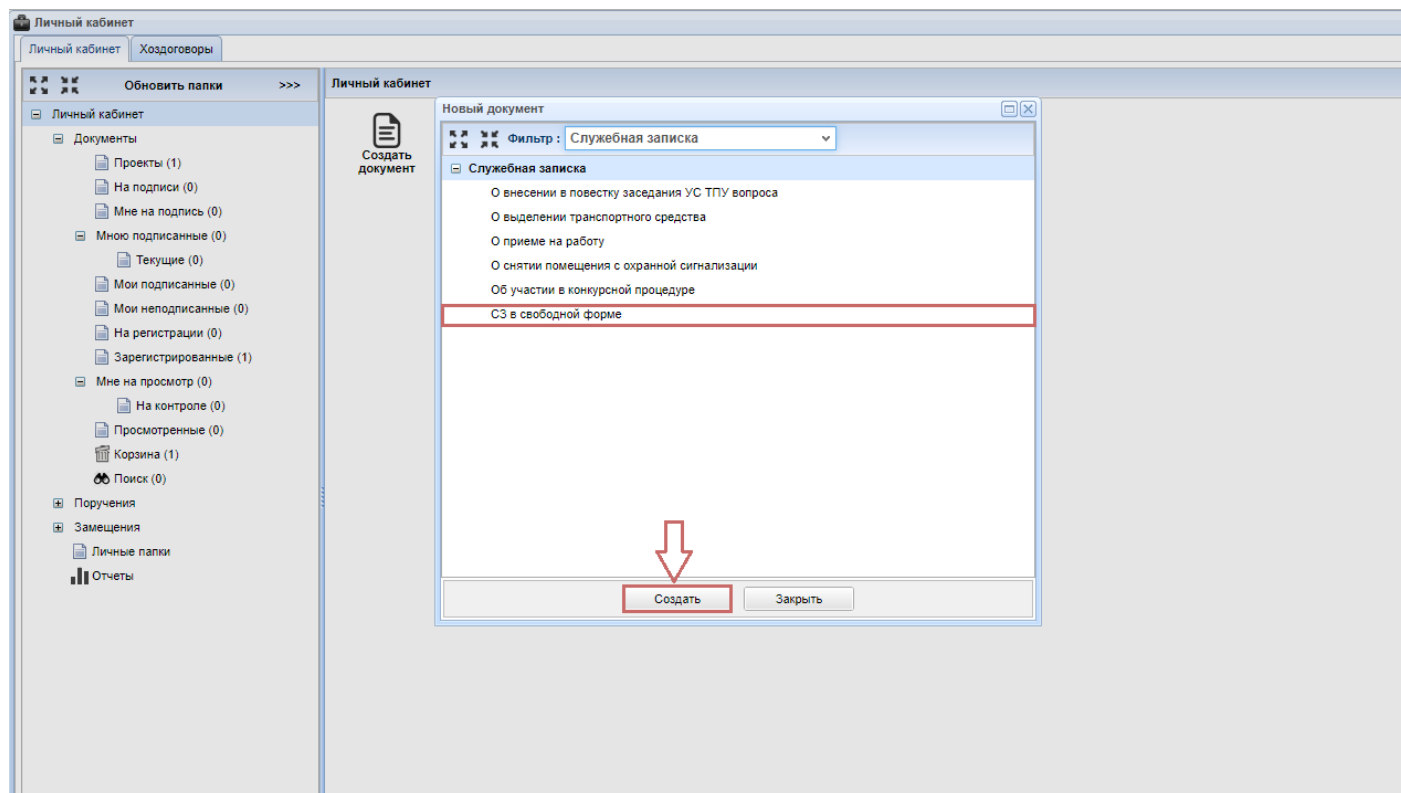 Личный кабинет
Личный кабинет
Хоздоговоры
Обновить папки >>>
Личный кабинет
Документы
Проекты (1)
На подписи (0)
Мне на подпись (0)
Мною подписанные (0)
Текущие (0)
Мои подписанные (0)
Мои неподписанные (0)
На регистрации (0)
Зарегистрированные (1)
Мне на просмотр (0)
На контроле (0)
Просмотренные (0)
Корзина (1)
Поиск (0)
Поручения
Замещения
Личные папки
Отчеты
Личный кабинет
Создать
документ
Новый документ
Фильтр : Служебная записка
Служебная записка
О внесении в повестку заседания УС ТПУ вопроса
О выделении транспортного средства
О приеме на работу
О снятии помещения с охранной сигнализации
Об участии в конкурсной процедуре
СЗ в свободной форме
Создать
Закрыть